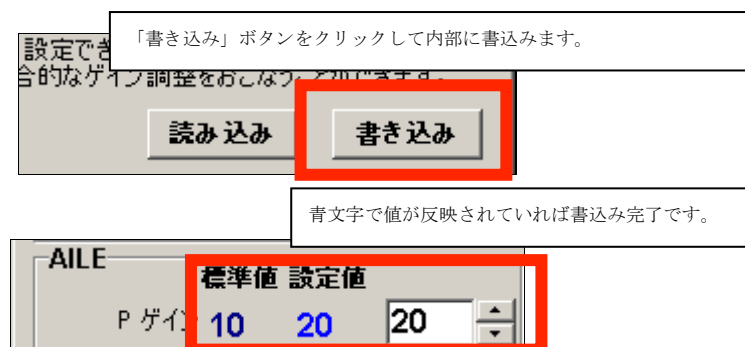 「書き込み」ボタンをクリックして内部に書込みます。
設定でき
合的なゲイン調整をおこなうことができます。
読み込み 書き込み
青文字で値が反映されていれば書込み完了です。
AILE
標準値 設定値
P ゲイン 10 20 20